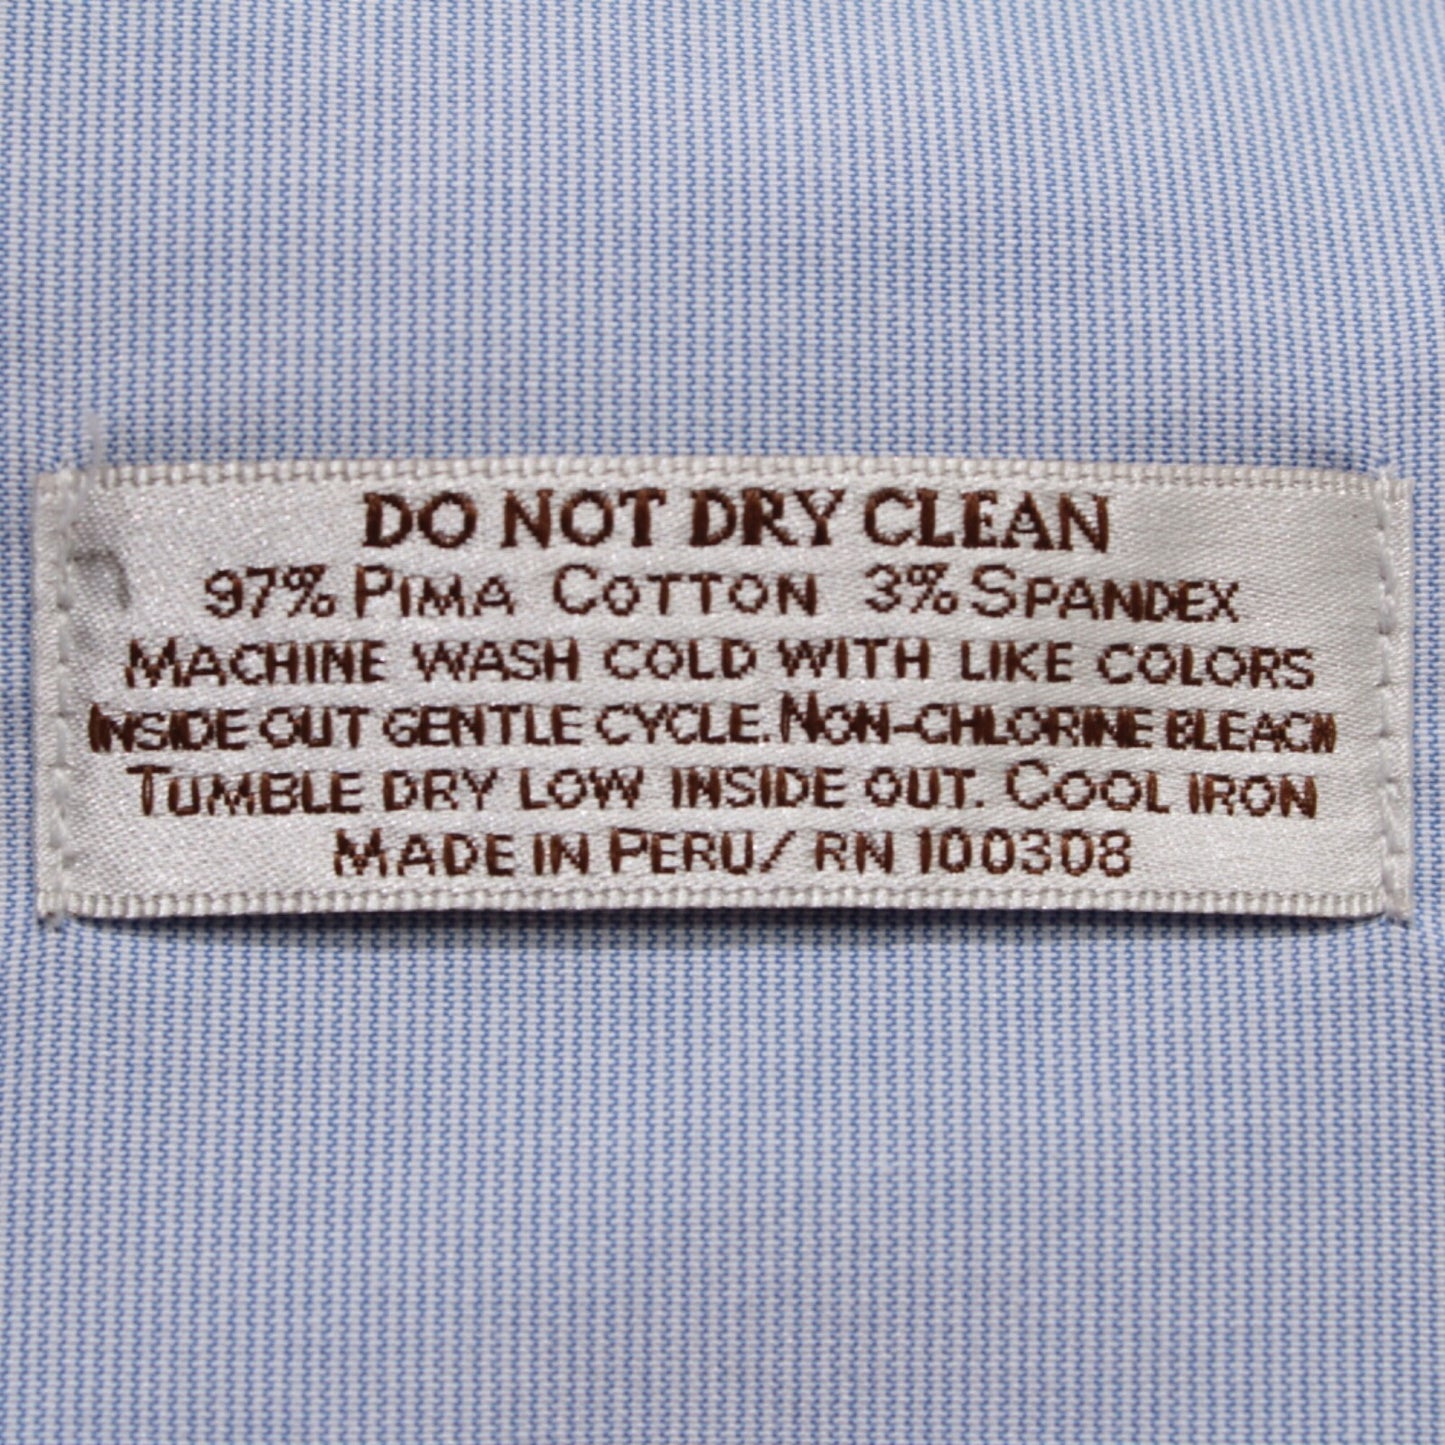 DO NOT DRY CLEAN
97% PIMA COTTON 3% SPANDEX
MACHINE WASH COLD WITH LIKE COLORS
INSIDE OUT GENTLE CYCLE. NON-CHLORINE BLEACH
TUMBLE DRY LOW INSIDE OUT. COOL IRON
MADE IN PERU/ RN 100308